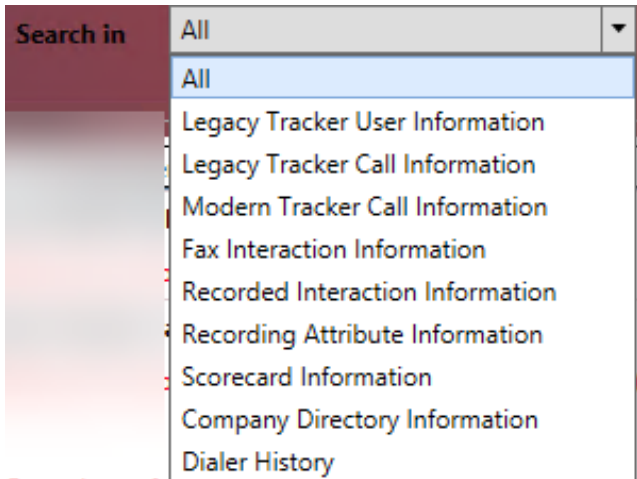 Search in All
All
Legacy Tracker User Information
Legacy Tracker Call Information
Modern Tracker Call Information
Fax Interaction Information
Recorded Interaction Information
Recording Attribute Information
Scorecard Information
Company Directory Information
Dialer History